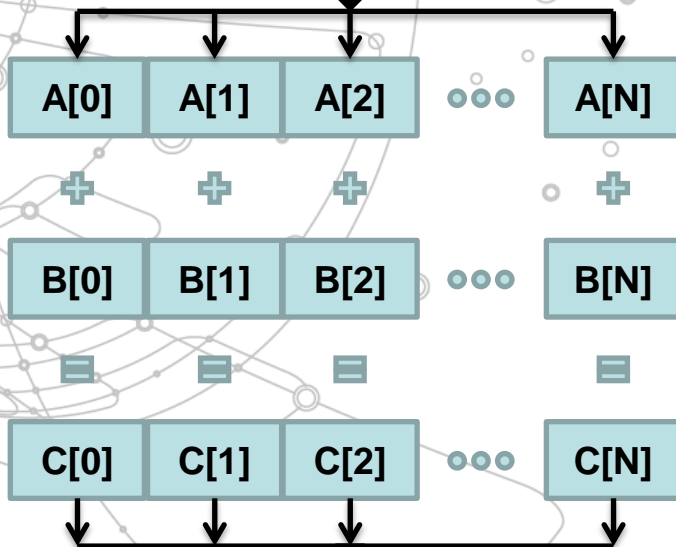 A[0] A[1] A[2] ••• A[N]
+ + + +
B[0] B[1] B[2] ••• B[N]
= = = =
C[0] C[1] C[2] ••• C[N]